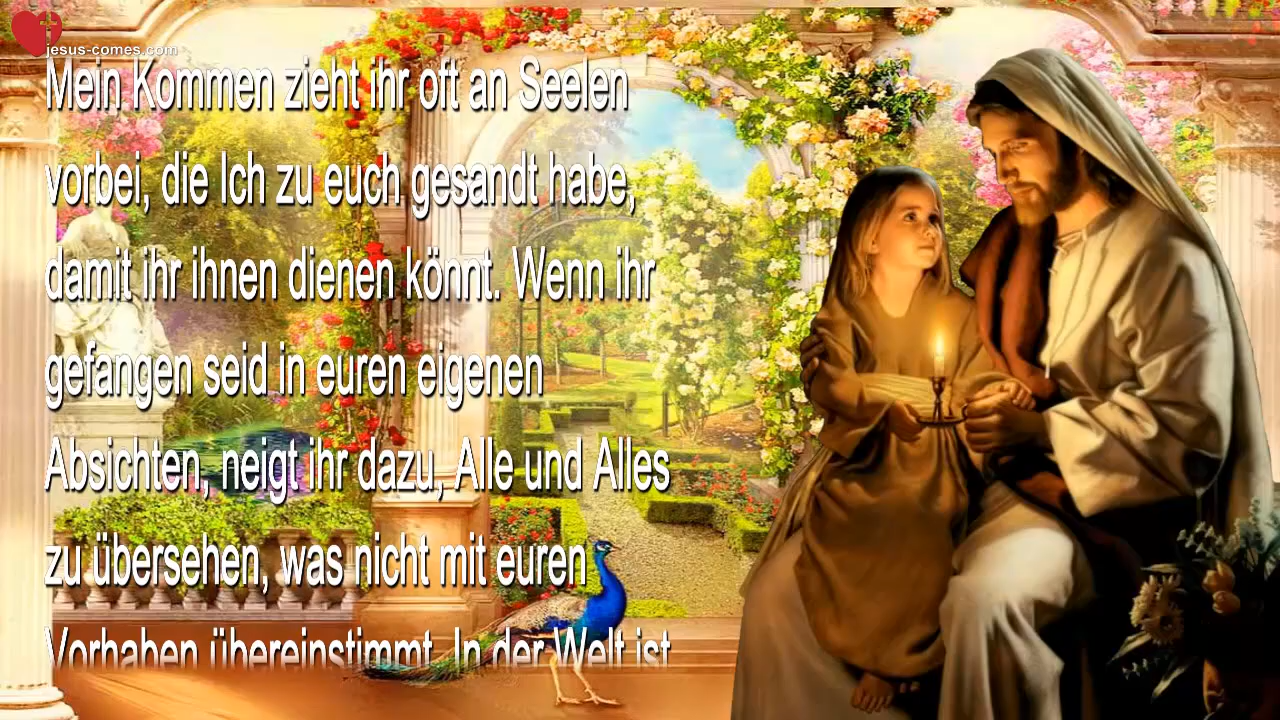 jesus-comes.com
Mein Kommen zieht ihr oft an Seelen
vorbei, die Ich zu euch gesandt habe,
damit ihr ihnen dienen könnt. Wenn ihr
gefangen seid in euren eigenen
Absichten, neigt ihr dazu, Alle und Alles
zu übersehen, was nicht mit euren
Vorhaben übereinstimmt. In der Welt ist